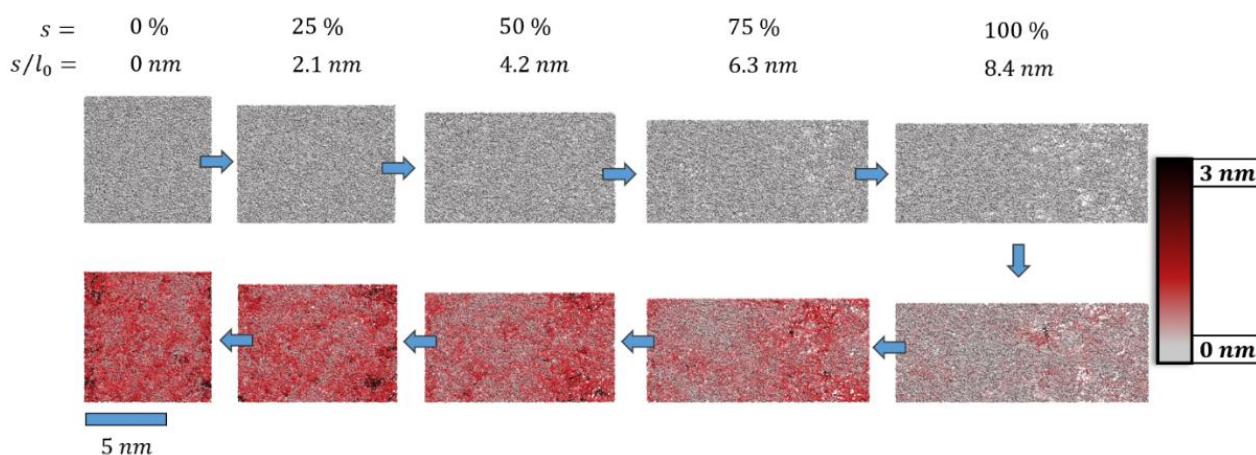 s = 0 % 25 % 50 % 75 % 100 %
s/l₀ = 0 nm 2.1 nm 4.2 nm 6.3 nm 8.4 nm
3 nm
0 nm
5 nm